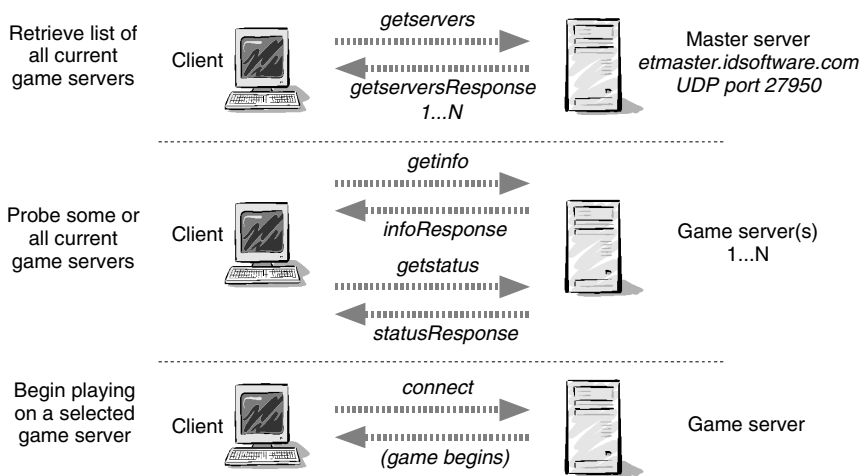 Retrieve list of
all current
game servers
Client
getservers
getserversResponse
1...N
Master server
etmaster.idsoftware.com
UDP port 27950
Probe some or
all current
game servers
Client
getinfo
infoResponse
getstatus
statusResponse
Game server(s)
1...N
Begin playing
on a selected
game server
Client
connect
(game begins)
Game server